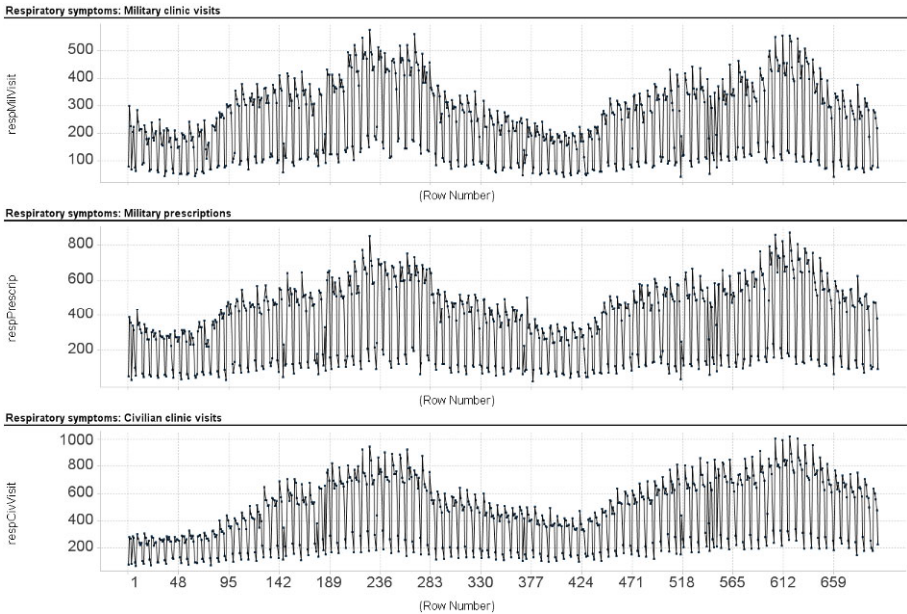 Respiratory symptoms: Military clinic visits
respMilVisit
500
400
300
200
100
(Row Number)
Respiratory symptoms: Military prescriptions
respPrescrip
800
600
400
200
(Row Number)
Respiratory symptoms: Civilian clinic visits
respCivVisit
1000
800
600
400
200
1 48 95 142 189 236 283 330 377 424 471 518 565 612 659
(Row Number)